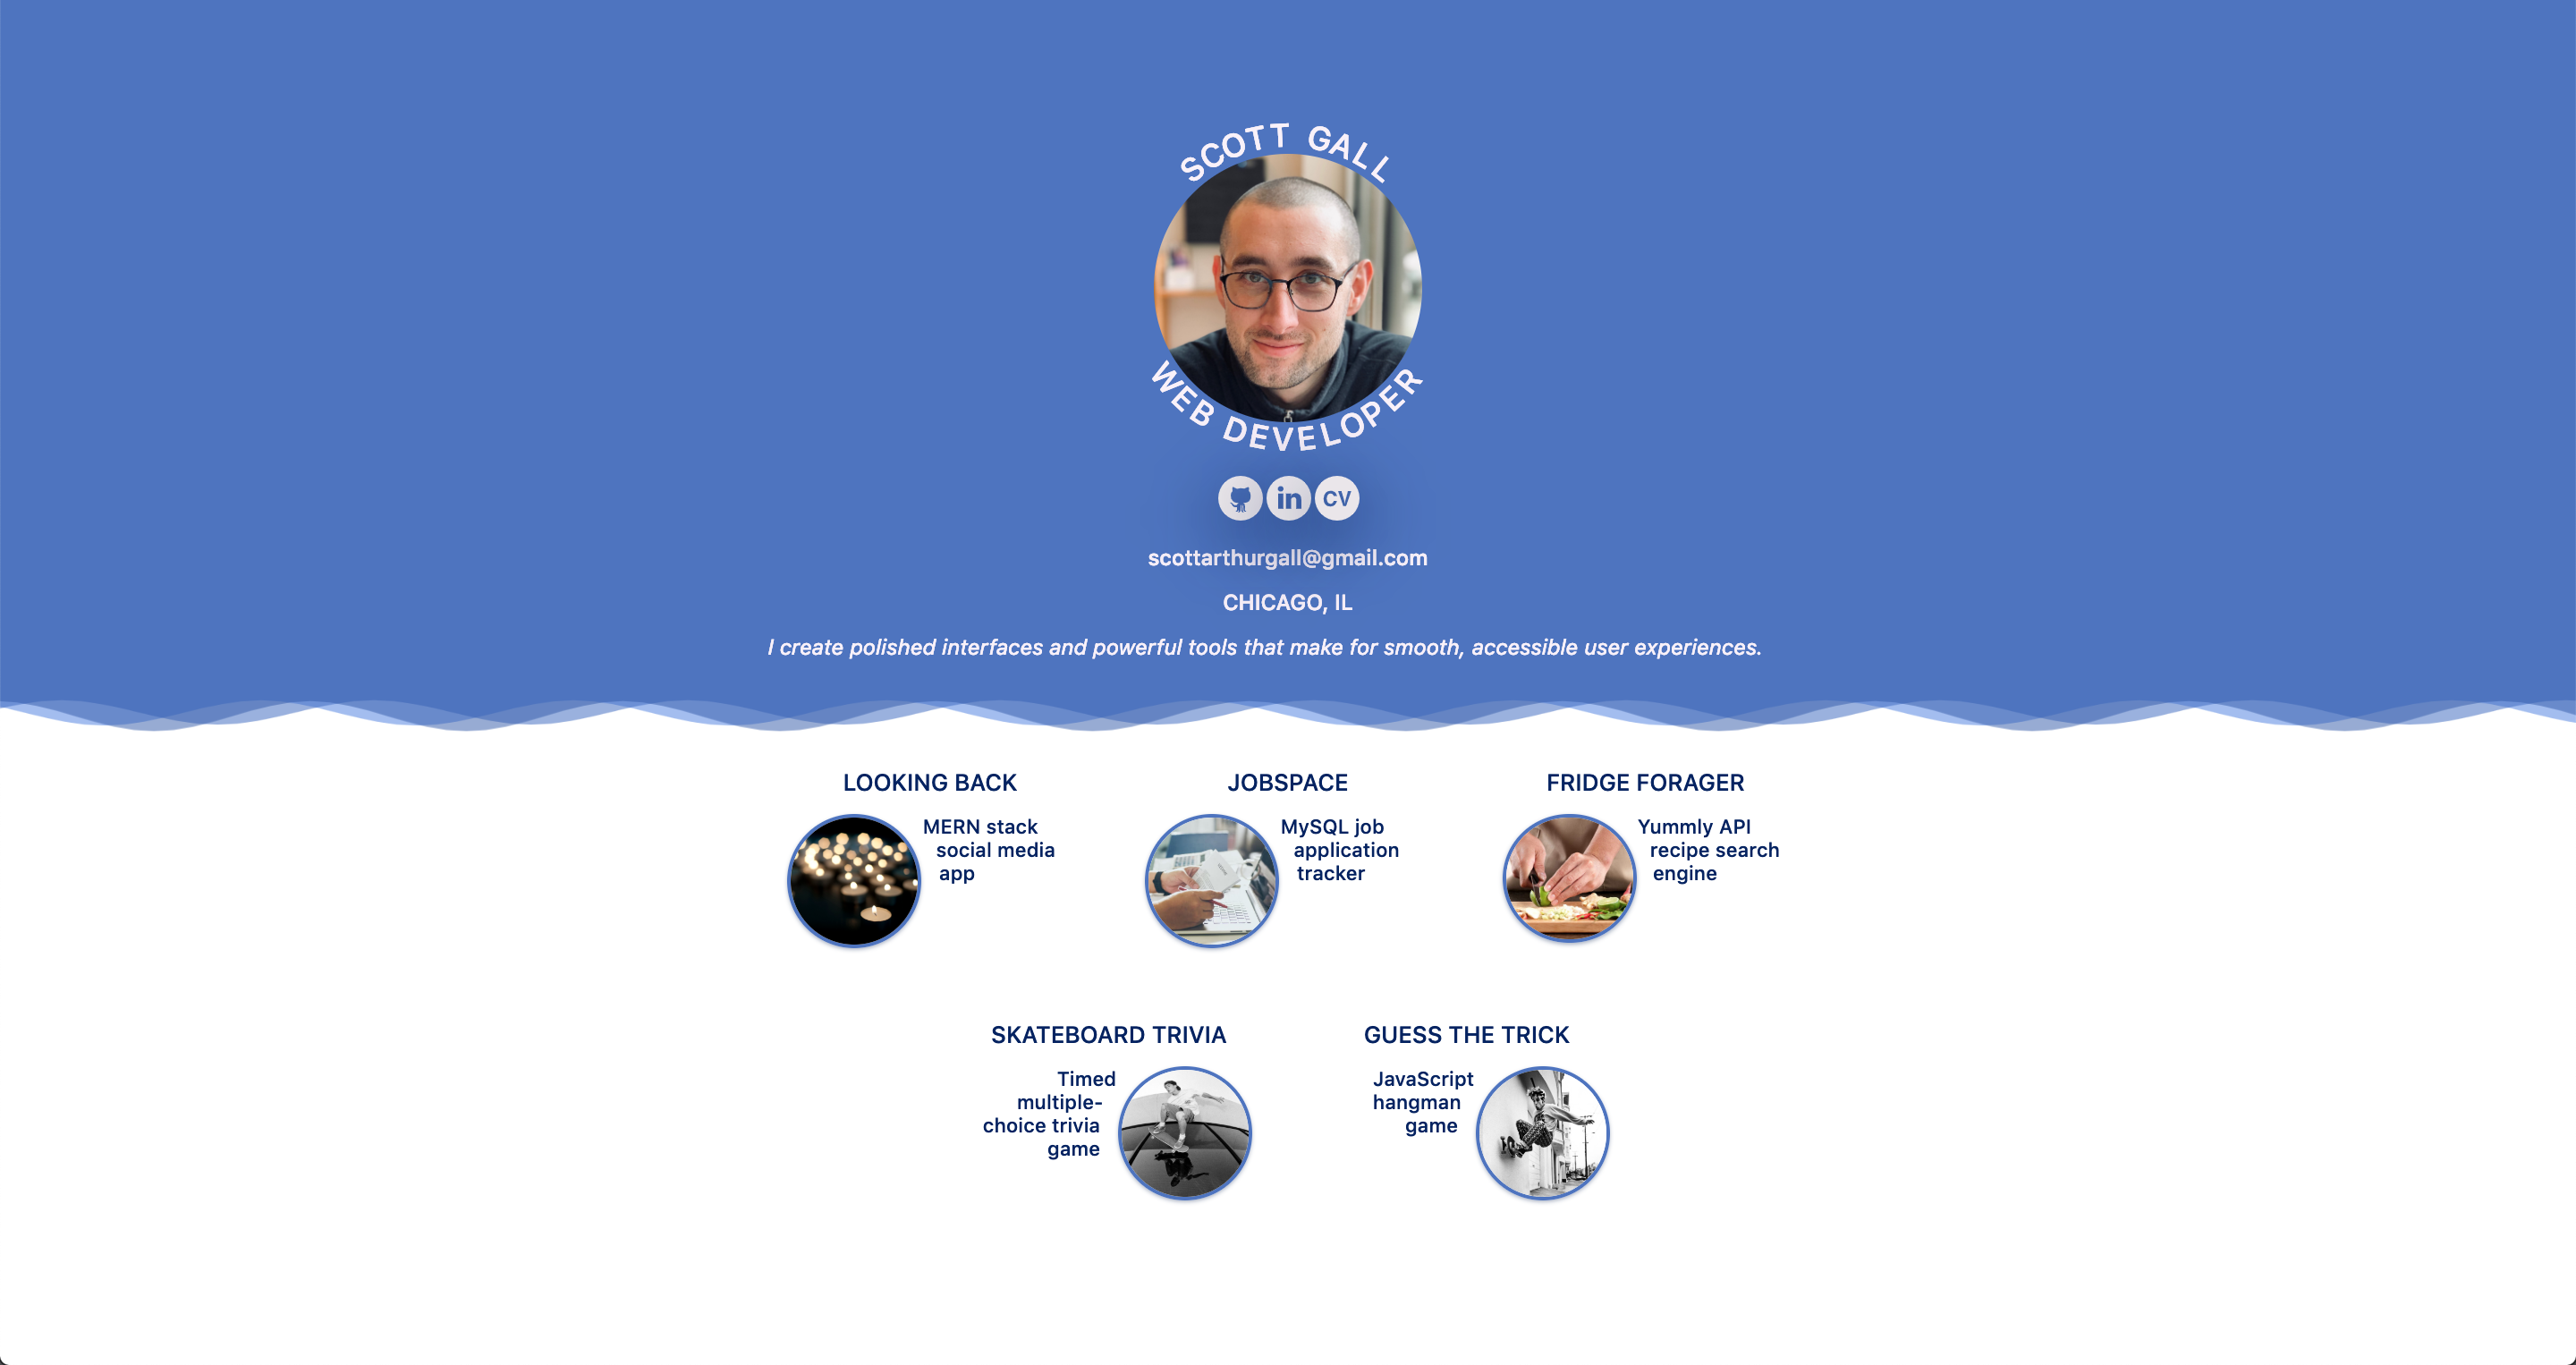 SCOTT GALL
WEB DEVELOPER
in
CV
scottarthurgall@gmail.com
CHICAGO, IL
I create polished interfaces and powerful tools that make for smooth, accessible user experiences.
LOOKING BACK
MERN stack
social media
app
JOBSPACE
MySQL job
application
tracker
FRIDGE FORAGER
Yummly API
recipe search
engine
SKATEBOARD TRIVIA
Timed
multiple-
choice trivia
game
GUESS THE TRICK
JavaScript
hangman
game